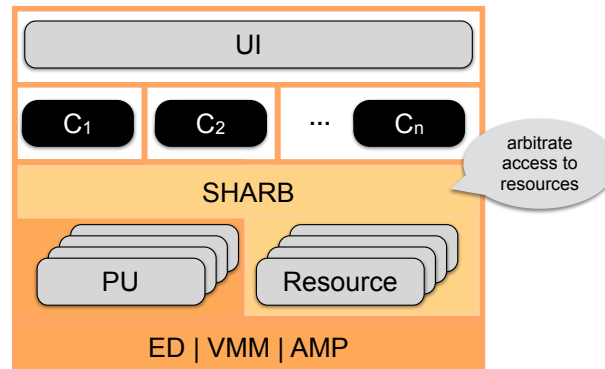 UI
C1
C2
...
Cn
arbitrate
access to
resources
SHARB
PU
Resource
ED | VMM | AMP